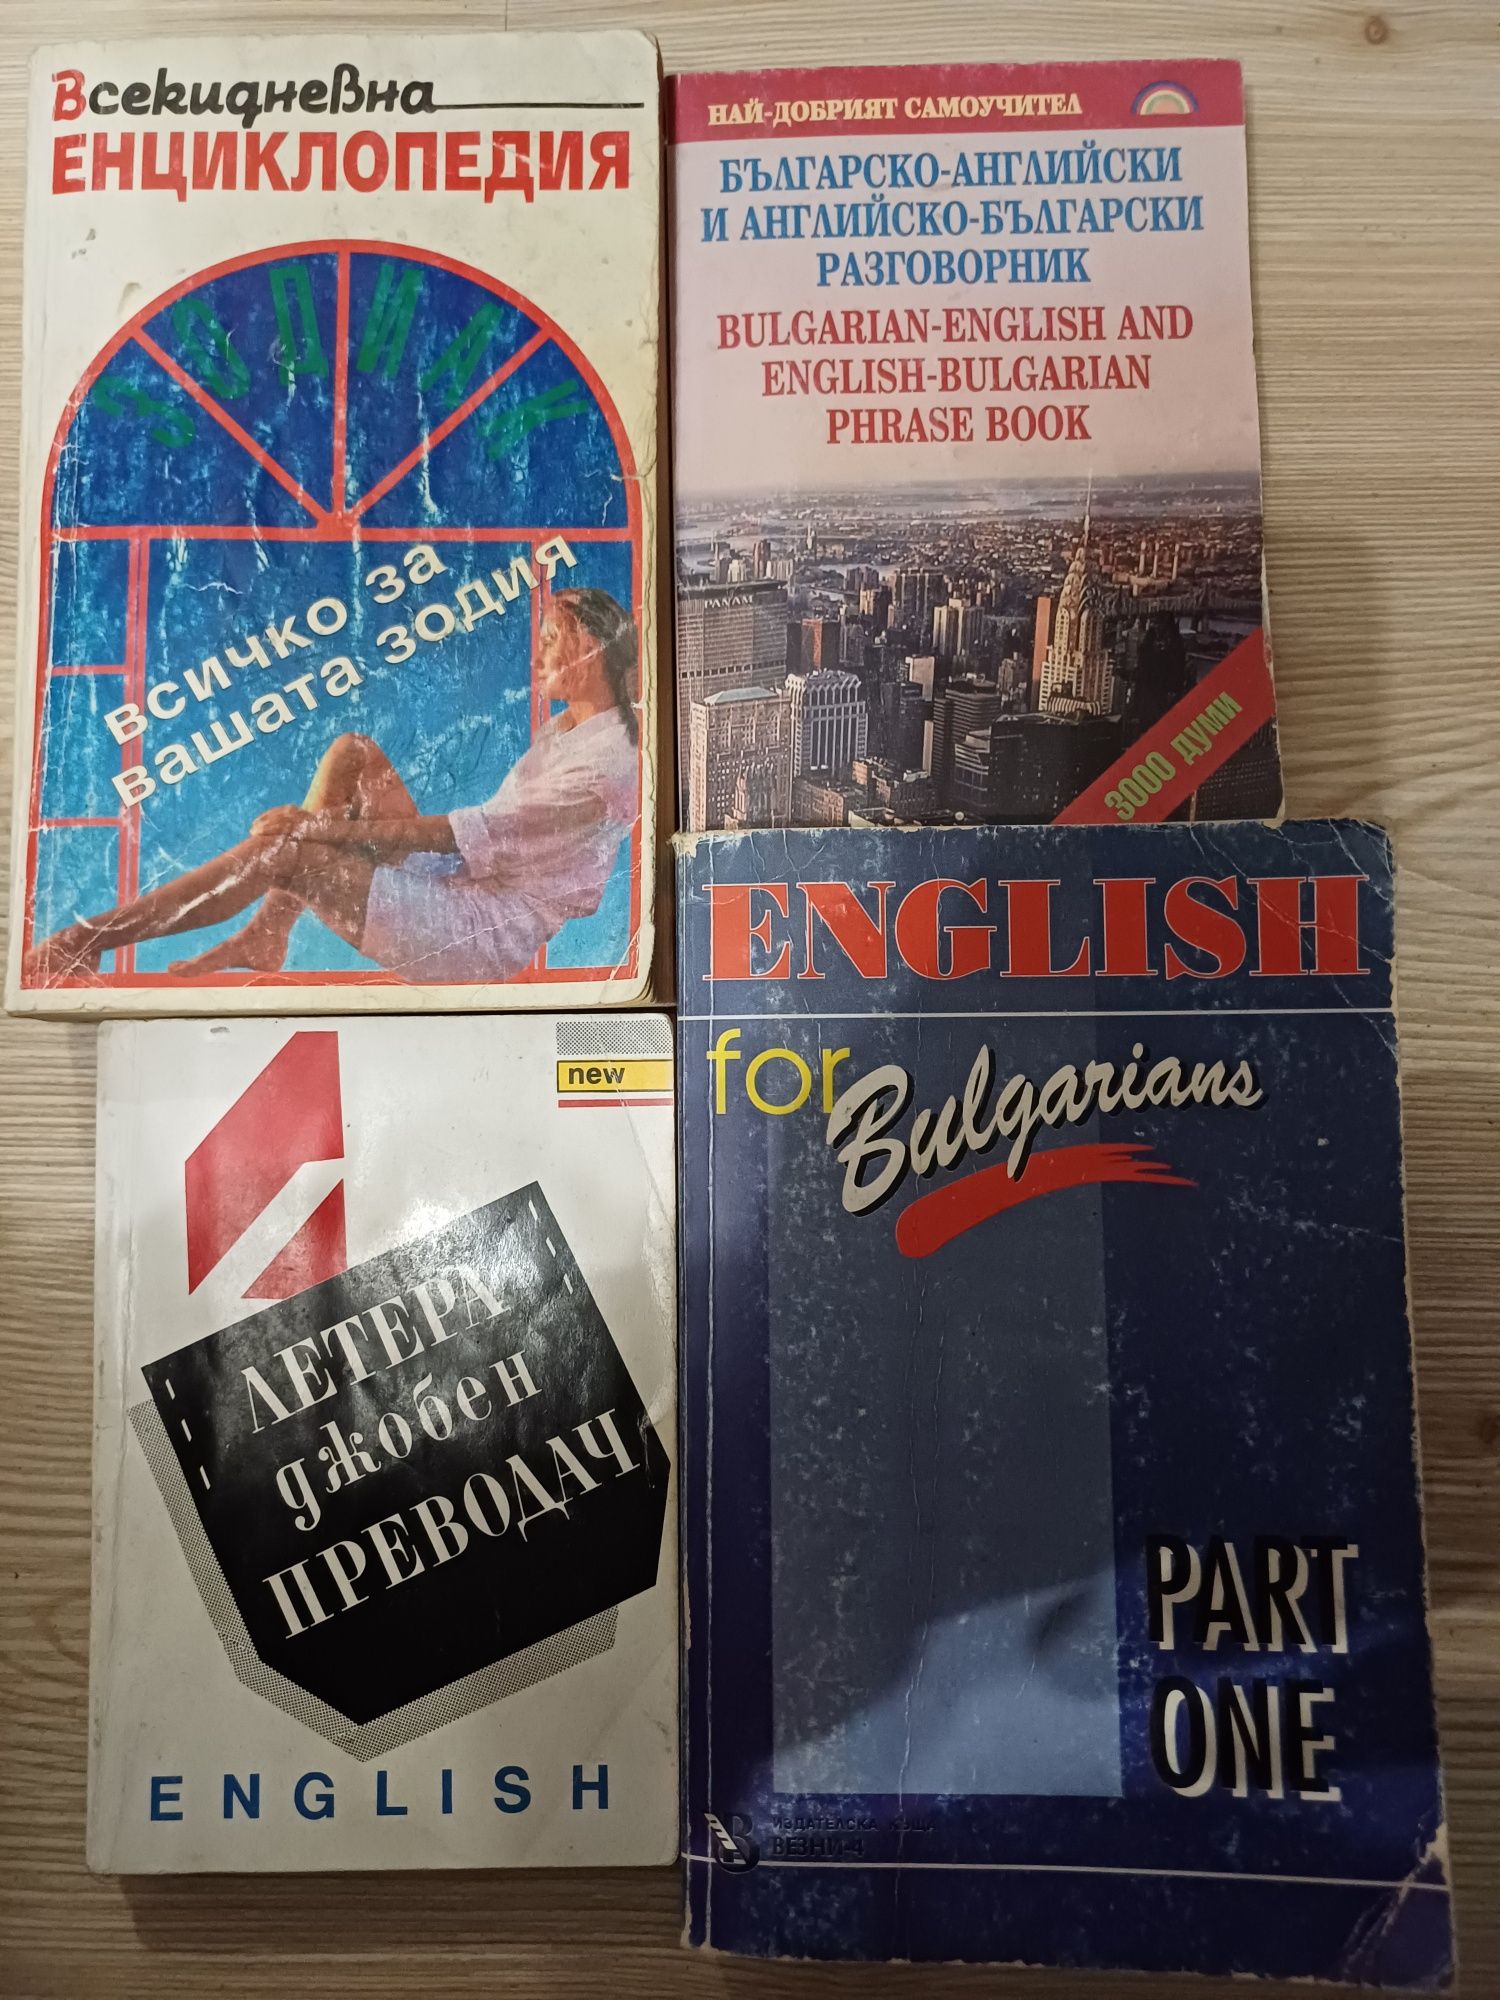 Всекидневна
ЕНЦИКЛОПЕДИЯ
ЗОДИАК
всичко за
вашата зодия
НАЙ-ДОБРИЯТ САМОУЧИТЕЛ
БЪЛГАРСКО-АНГЛИЙСКИ
И АНГЛИЙСКО-БЪЛГАРСКИ
РАЗГОВОРНИК
BULGARIAN-ENGLISH AND
ENGLISH-BULGARIAN
PHRASE BOOK
PANAM
3000 ДУМИ
new
ЛЕТЕРА
джобен
ПРЕВОДАЧ
ENGLISH
ENGLISH
for Bulgarians
PART
ONE
ИЗДАТЕЛСКА КЪЩА
ВЕЗНИ-4